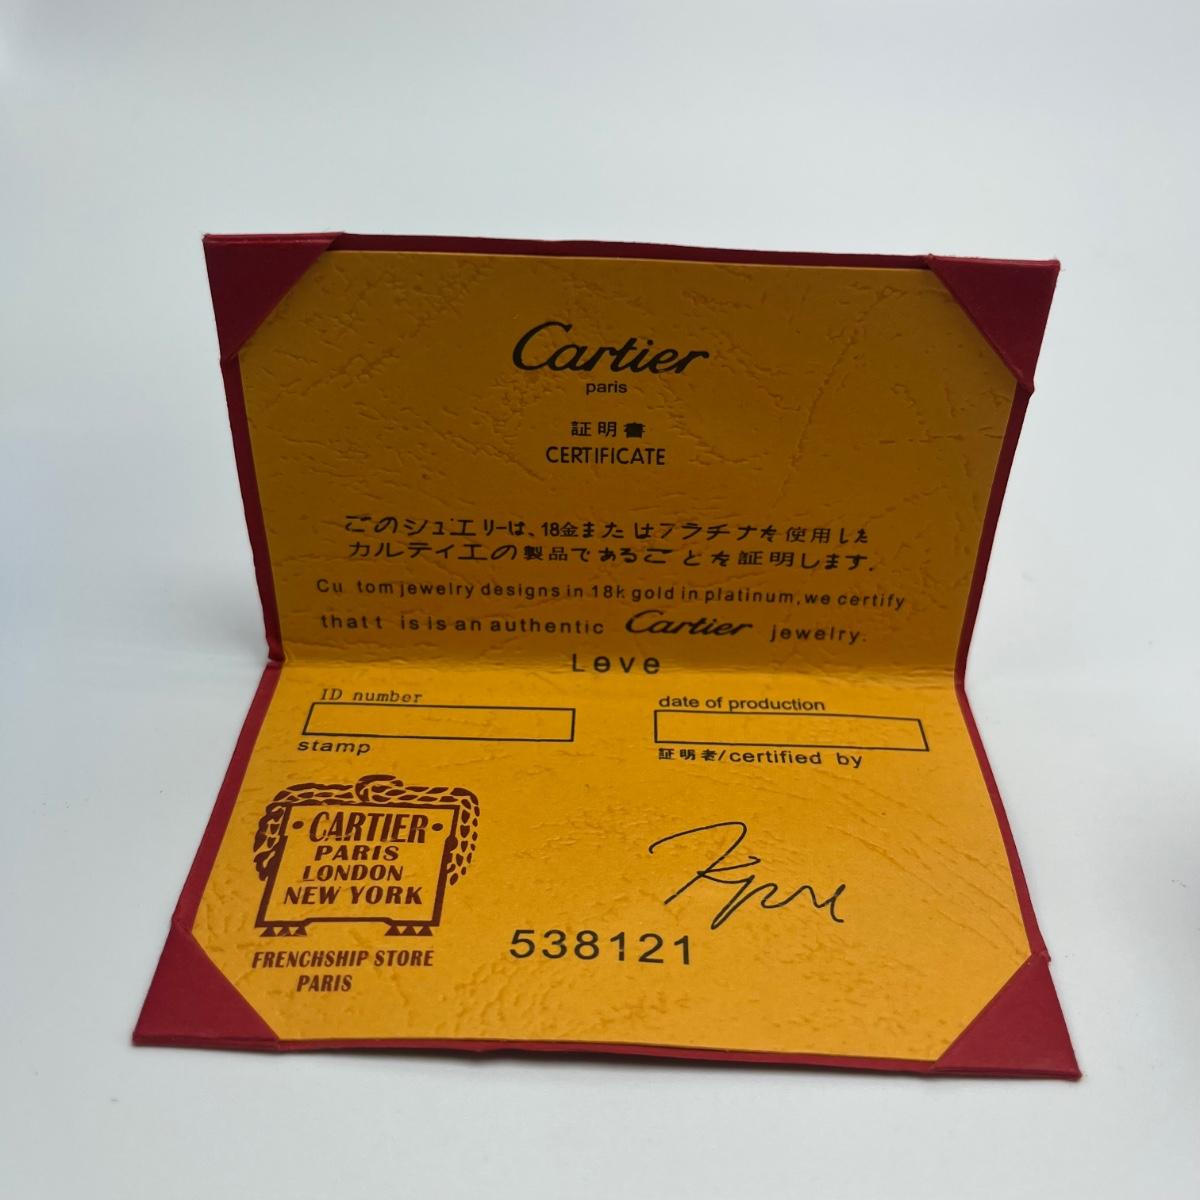 Cartier
paris
証明書
CERTIFICATE
このジュエリーは、18金またはプラチナを使用した
カルティエの製品であることを証明します.
Cu tom jewelry designs in 18k gold in platinum, we certify
that t is is an authentic Cartier jewelry.
Leve
ID number
date of production
stamp
証明者/certified by
CARTIER
PARIS
LONDON
NEW YORK
FRENCHSHIP STORE
PARIS
538121